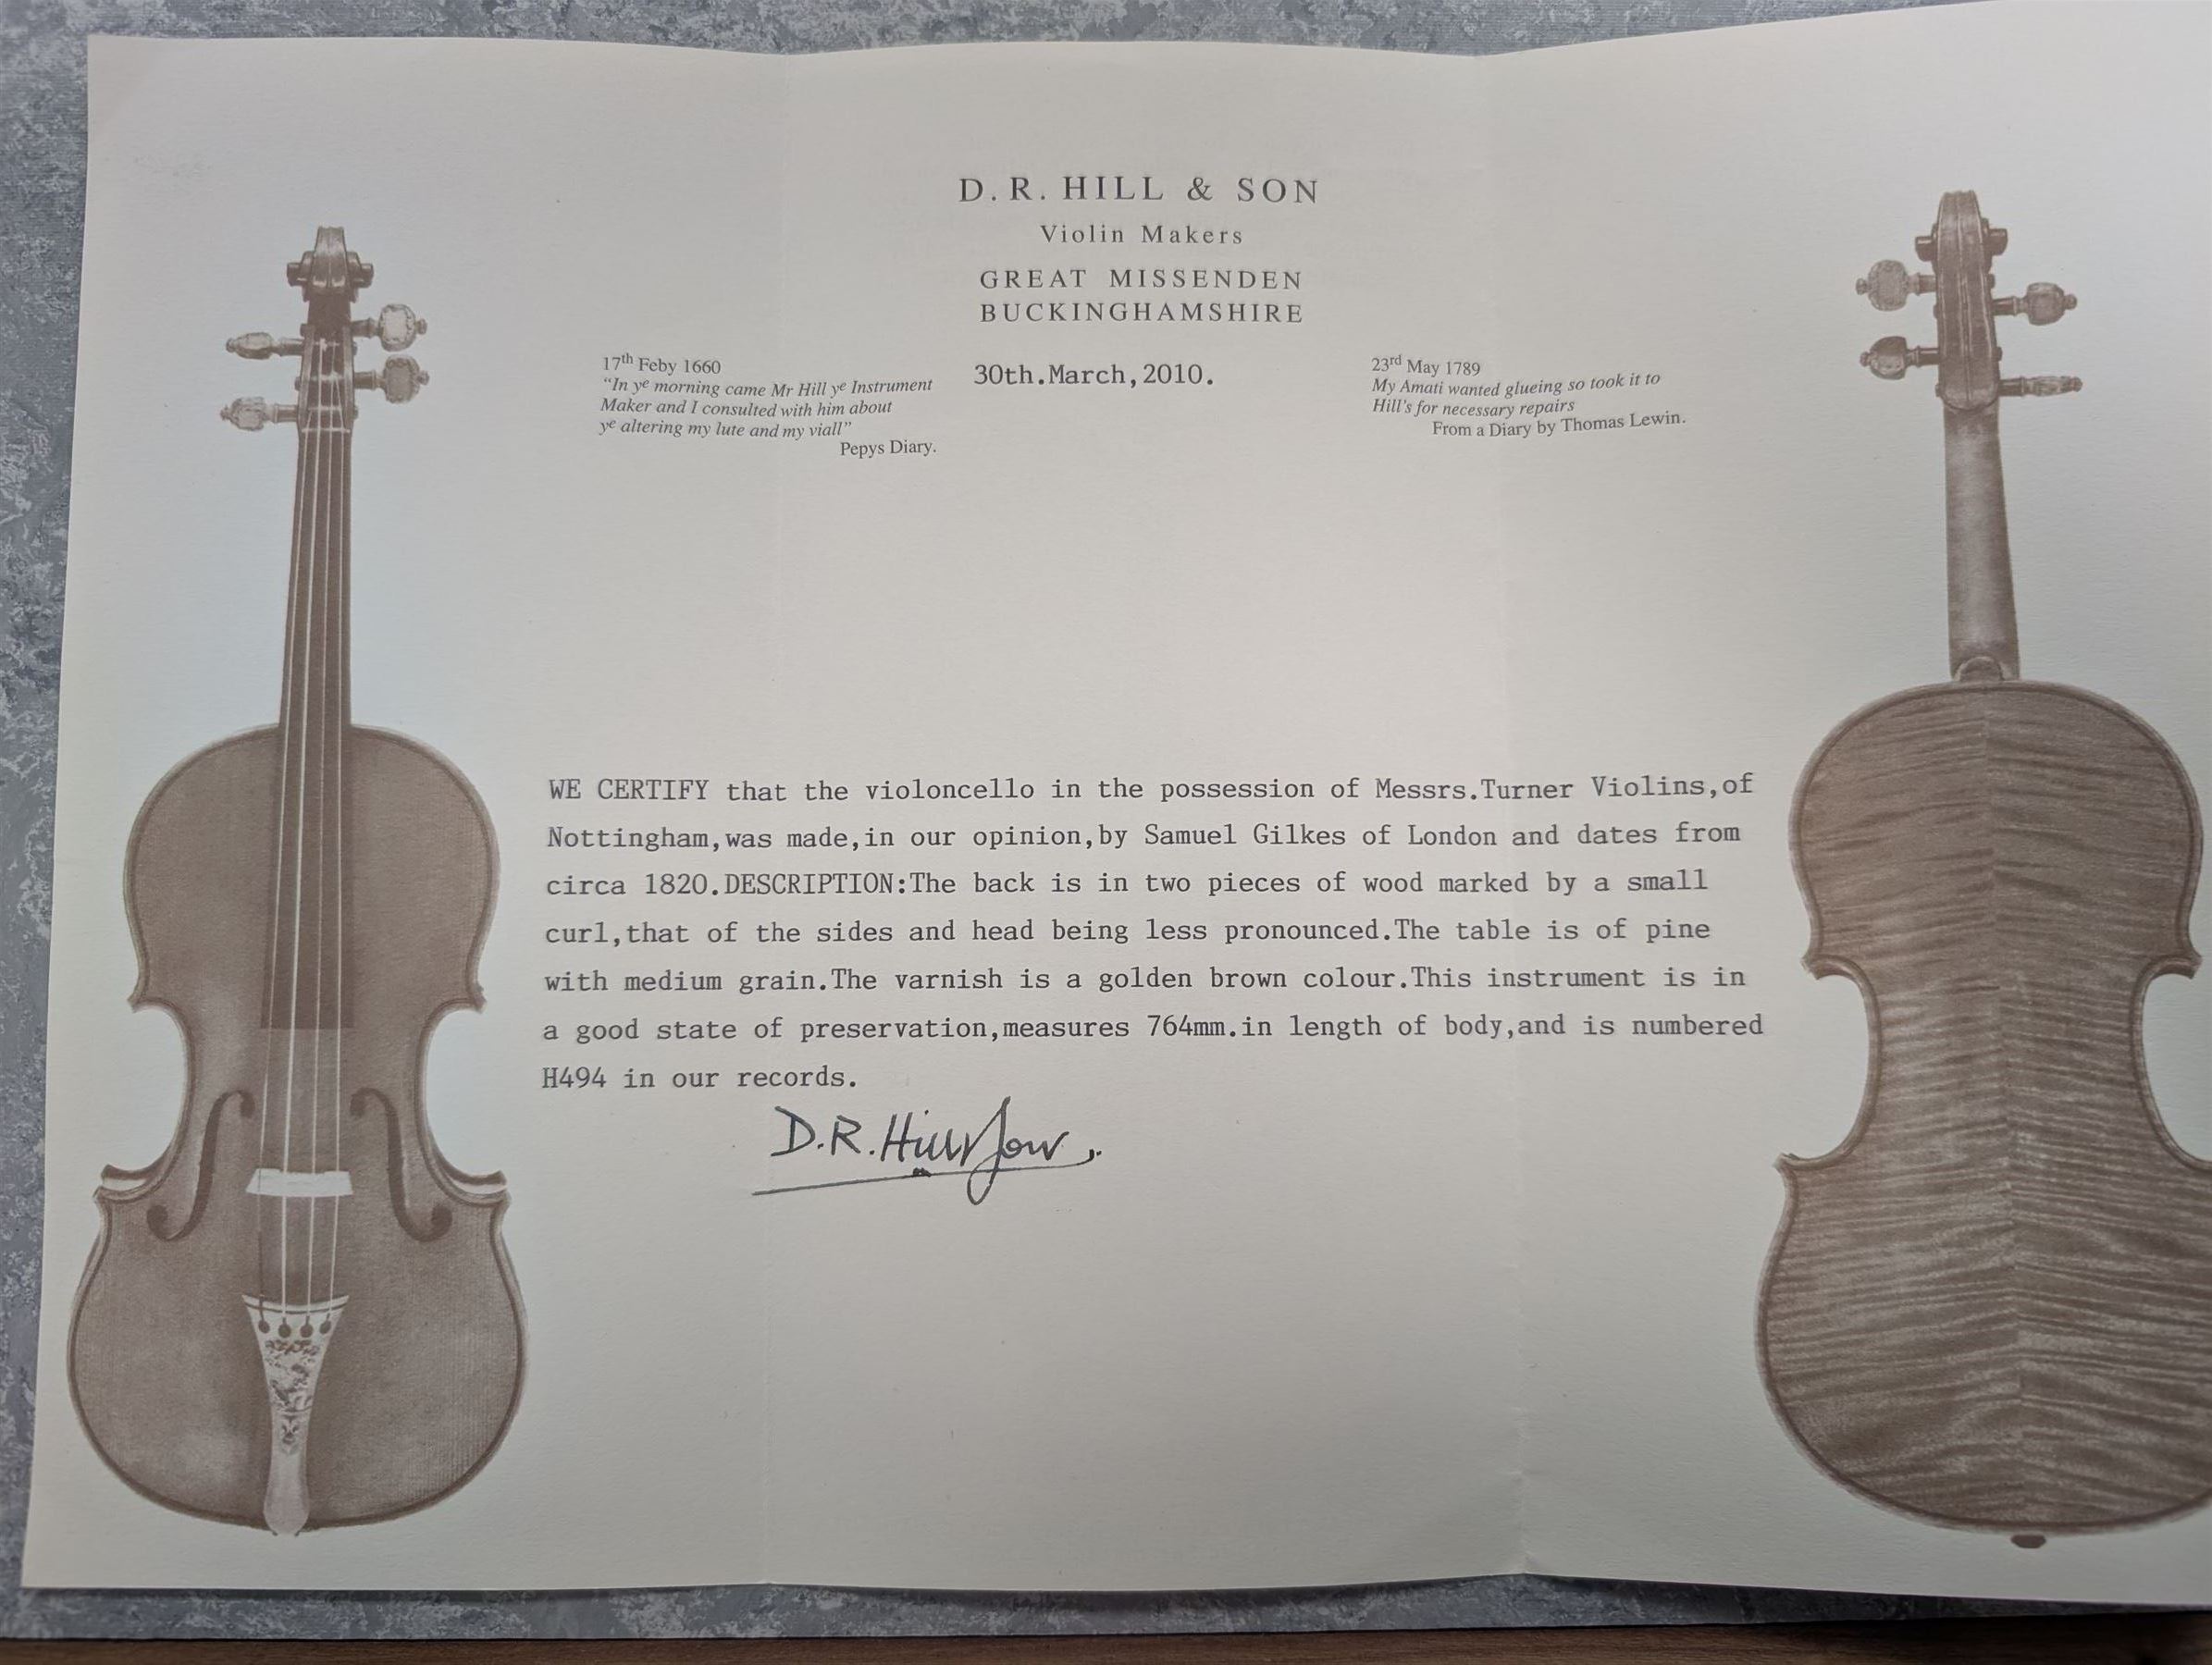 D. R. HILL & SON
Violin Makers
GREAT MISSENDEN
BUCKINGHAMSHIRE
17th Feby 1660
"In ye morning came Mr Hill ye Instrument
Maker and I consulted with him about
ye altering my lute and my viall"
Pepys Diary.
30th.March,2010.
23rd May 1789
My Amati wanted glueing so took it to
Hill's for necessary repairs
From a Diary by Thomas Lewin.
WE CERTIFY that the violoncello in the possession of Messrs.Turner Violins,of
Nottingham,was made,in our opinion,by Samuel Gilkes of London and dates from
circa 1820.DESCRIPTION:The back is in two pieces of wood marked by a small
curl,that of the sides and head being less pronounced.The table is of pine
with medium grain.The varnish is a golden brown colour.This instrument is in
a good state of preservation,measures 764mm.in length of body,and is numbered
H494 in our records.
D.R.Hill & Son.